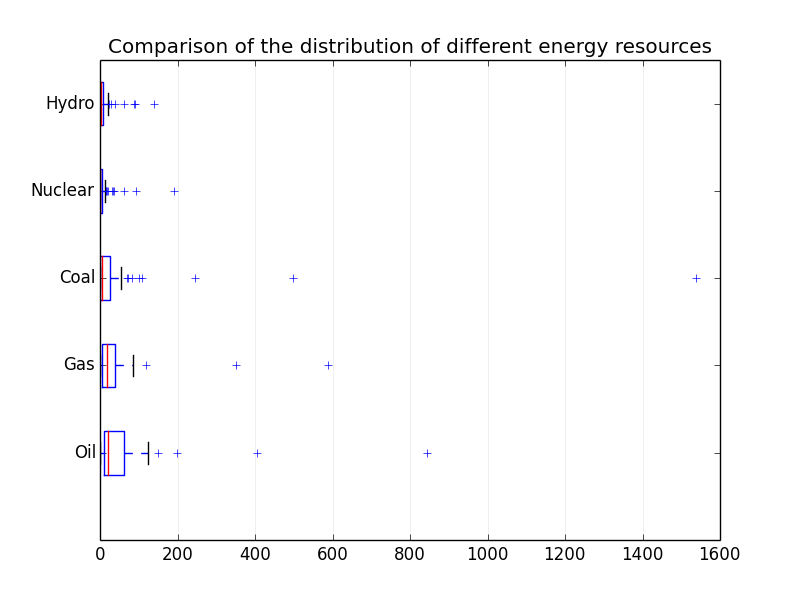 Comparison of the distribution of different energy resources
Hydro
Nuclear
Coal
Gas
Oil
0 200 400 600 800 1000 1200 1400 1600